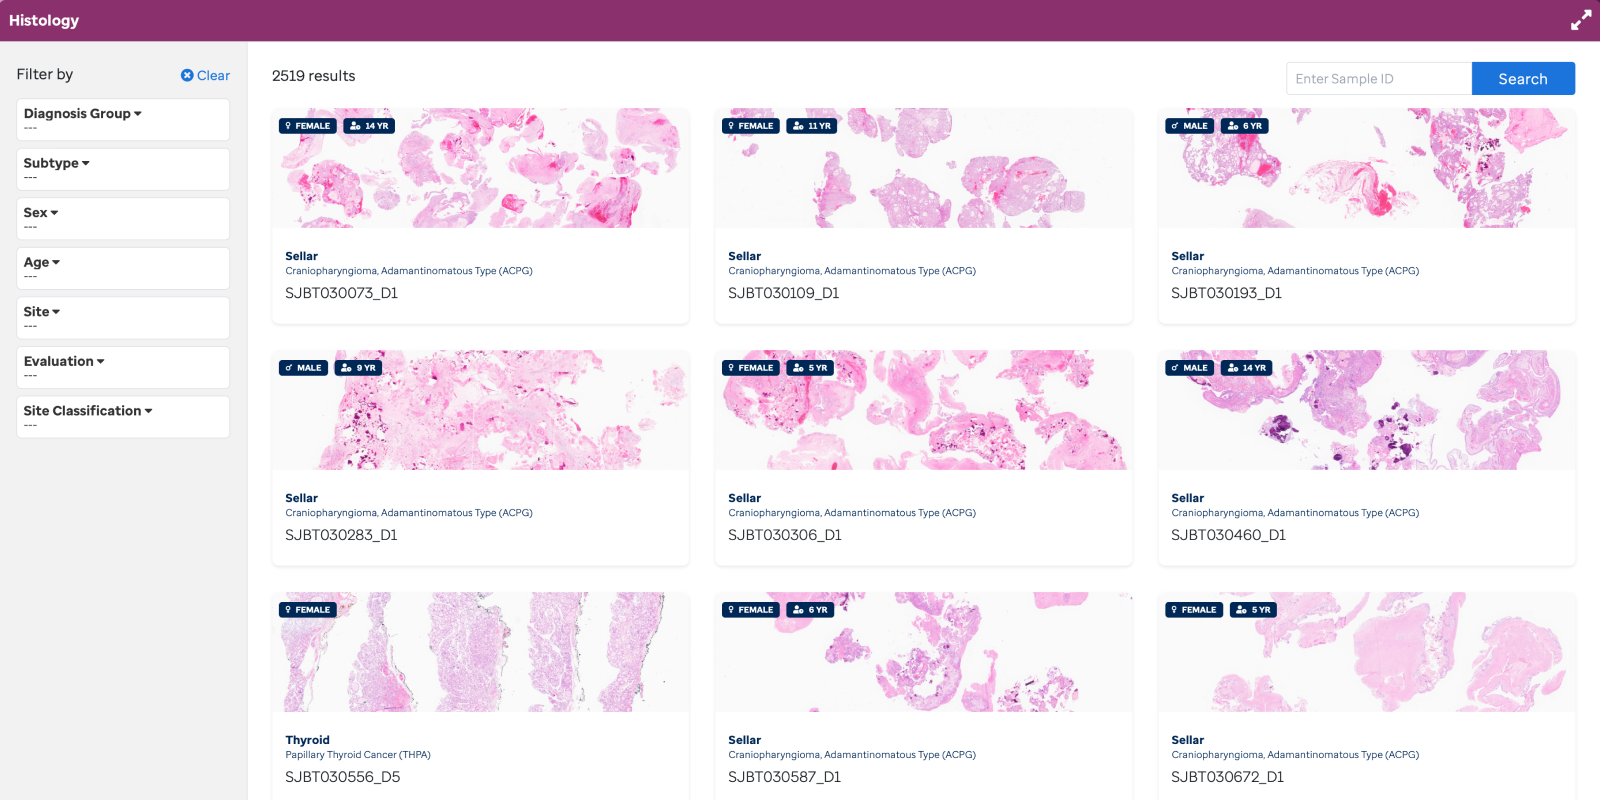 Histology
Filter by
Clear
Diagnosis Group
---
Subtype
---
Sex
---
Age
---
Site
---
Evaluation
---
Site Classification
---
2519 results
Enter Sample ID
Search
FEMALE 14 YR
Sellar
Craniopharyngioma, Adamantinomatous Type (ACPG)
SJBT030073_D1
FEMALE 11 YR
Sellar
Craniopharyngioma, Adamantinomatous Type (ACPG)
SJBT030109_D1
MALE 6 YR
Sellar
Craniopharyngioma, Adamantinomatous Type (ACPG)
SJBT030193_D1
MALE 9 YR
Sellar
Craniopharyngioma, Adamantinomatous Type (ACPG)
SJBT030283_D1
FEMALE 5 YR
Sellar
Craniopharyngioma, Adamantinomatous Type (ACPG)
SJBT030306_D1
MALE 14 YR
Sellar
Craniopharyngioma, Adamantinomatous Type (ACPG)
SJBT030460_D1
FEMALE
Thyroid
Papillary Thyroid Cancer (THPA)
SJBT030556_D5
FEMALE 6 YR
Sellar
Craniopharyngioma, Adamantinomatous Type (ACPG)
SJBT030587_D1
FEMALE 5 YR
Sellar
Craniopharyngioma, Adamantinomatous Type (ACPG)
SJBT030672_D1